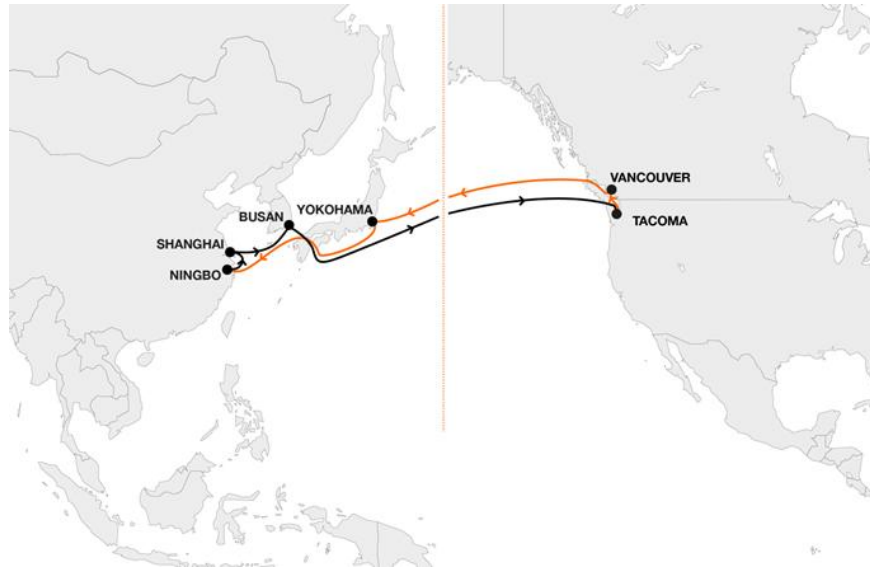 VANCOUVER
YOKOHAMA
BUSAN
TACOMA
SHANGHAI
NINGBO